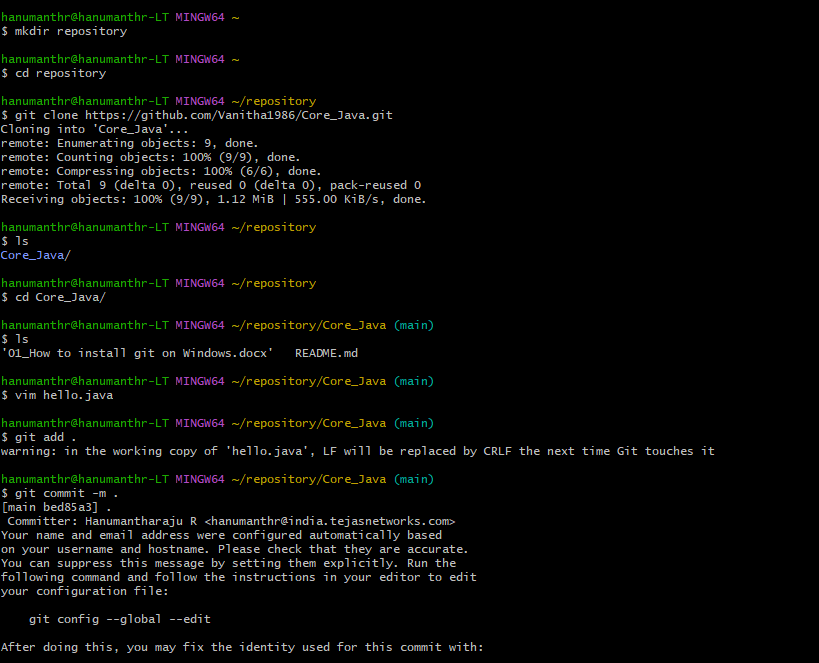 hanumanthr@hanumanthr-LT MINGW64 ~
$ mkdir repository
hanumanthr@hanumanthr-LT MINGW64 ~
$ cd repository
hanumanthr@hanumanthr-LT MINGW64 ~/repository
$ git clone https://github.com/Vanitha1986/Core_Java.git
Cloning into 'Core_Java'...
remote: Enumerating objects: 9, done.
remote: Counting objects: 100% (9/9), done.
remote: Compressing objects: 100% (6/6), done.
remote: Total 9 (delta 0), reused 0 (delta 0), pack-reused 0
Receiving objects: 100% (9/9), 1.12 MiB | 555.00 KiB/s, done.
hanumanthr@hanumanthr-LT MINGW64 ~/repository
$ ls
Core_Java/
hanumanthr@hanumanthr-LT MINGW64 ~/repository
$ cd Core_Java/
hanumanthr@hanumanthr-LT MINGW64 ~/repository/Core_Java (main)
$ ls
'01_How to install git on Windows.docx'   README.md
hanumanthr@hanumanthr-LT MINGW64 ~/repository/Core_Java (main)
$ vim hello.java
hanumanthr@hanumanthr-LT MINGW64 ~/repository/Core_Java (main)
$ git add .
warning: in the working copy of 'hello.java', LF will be replaced by CRLF the next time Git touches it
hanumanthr@hanumanthr-LT MINGW64 ~/repository/Core_Java (main)
$ git commit -m .
[main bed85a3] .
 Committer: Hanumantharaju R <hanumanthr@india.tejasnetworks.com>
Your name and email address were configured automatically based
on your username and hostname. Please check that they are accurate.
You can suppress this message by setting them explicitly. Run the
following command and follow the instructions in your editor to edit
your configuration file:
    git config --global --edit
After doing this, you may fix the identity used for this commit with: